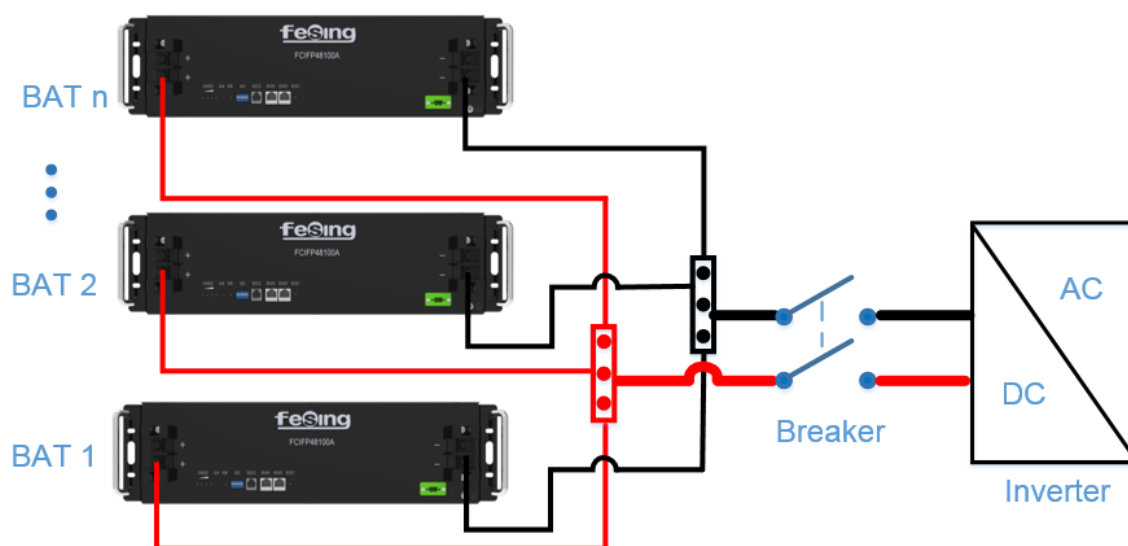 fesing
FCIFP48100A
+
+
−
−
BAT n
fesing
FCIFP48100A
+
+
−
−
BAT 2
AC
fesing
FCIFP48100A
+
+
−
−
DC
BAT 1
Breaker
Inverter